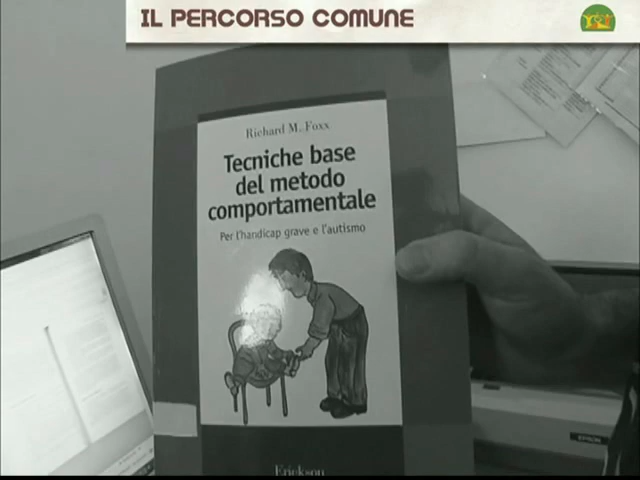 IL PERCORSO COMUNE
Richard M. Foxx
Tecniche base
del metodo
comportamentale
Per l'handicap grave e l'autismo
Erickson
EPSON